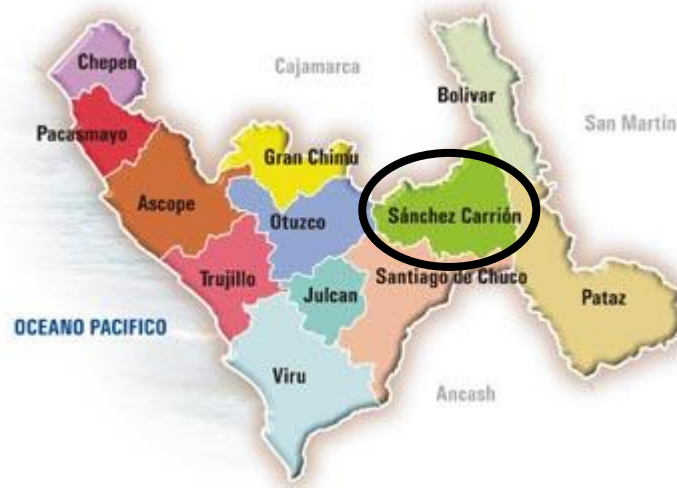 Chepen
Cajamarca
Bolivar
San Martin
Pacasmayo
Gran Chimu
Ascope
Otuzco
Sánchez Carrión
Trujillo
Julcan
Santiago de Chuco
Pataz
OCEANO PACIFICO
Viru
Ancash